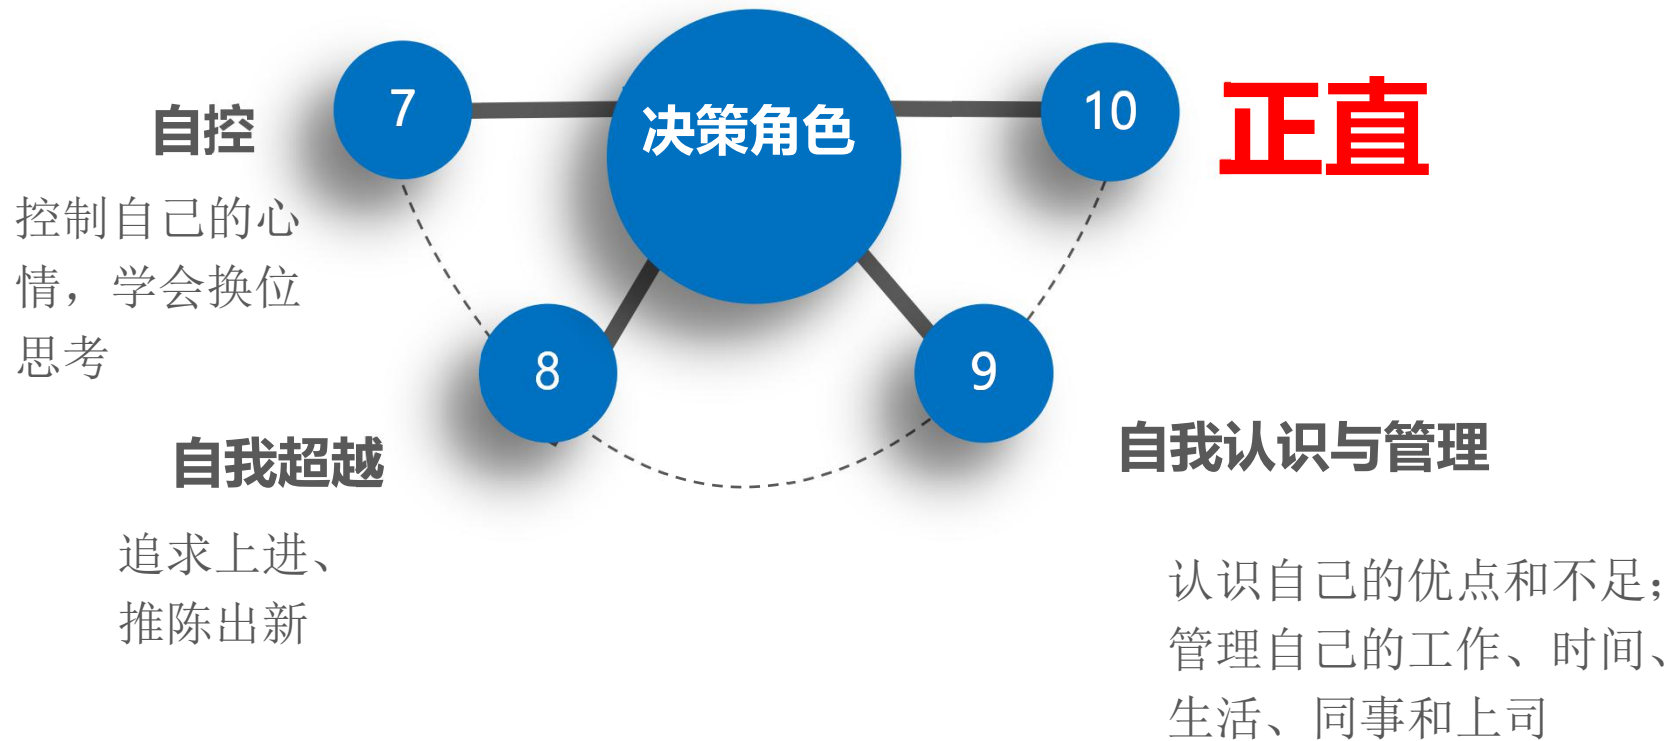 决策角色
7
自控
控制自己的心
情，学会换位
思考
8
自我超越
追求上进、
推陈出新
9
自我认识与管理
认识自己的优点和不足；
管理自己的工作、时间、
生活、同事和上司
10
正直